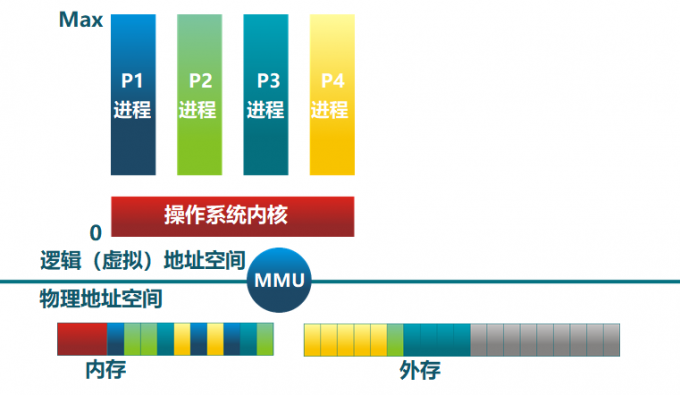 Max
P1
进程
P2
进程
P3
进程
P4
进程
操作系统内核
0
逻辑（虚拟）地址空间
MMU
物理地址空间
内存
外存